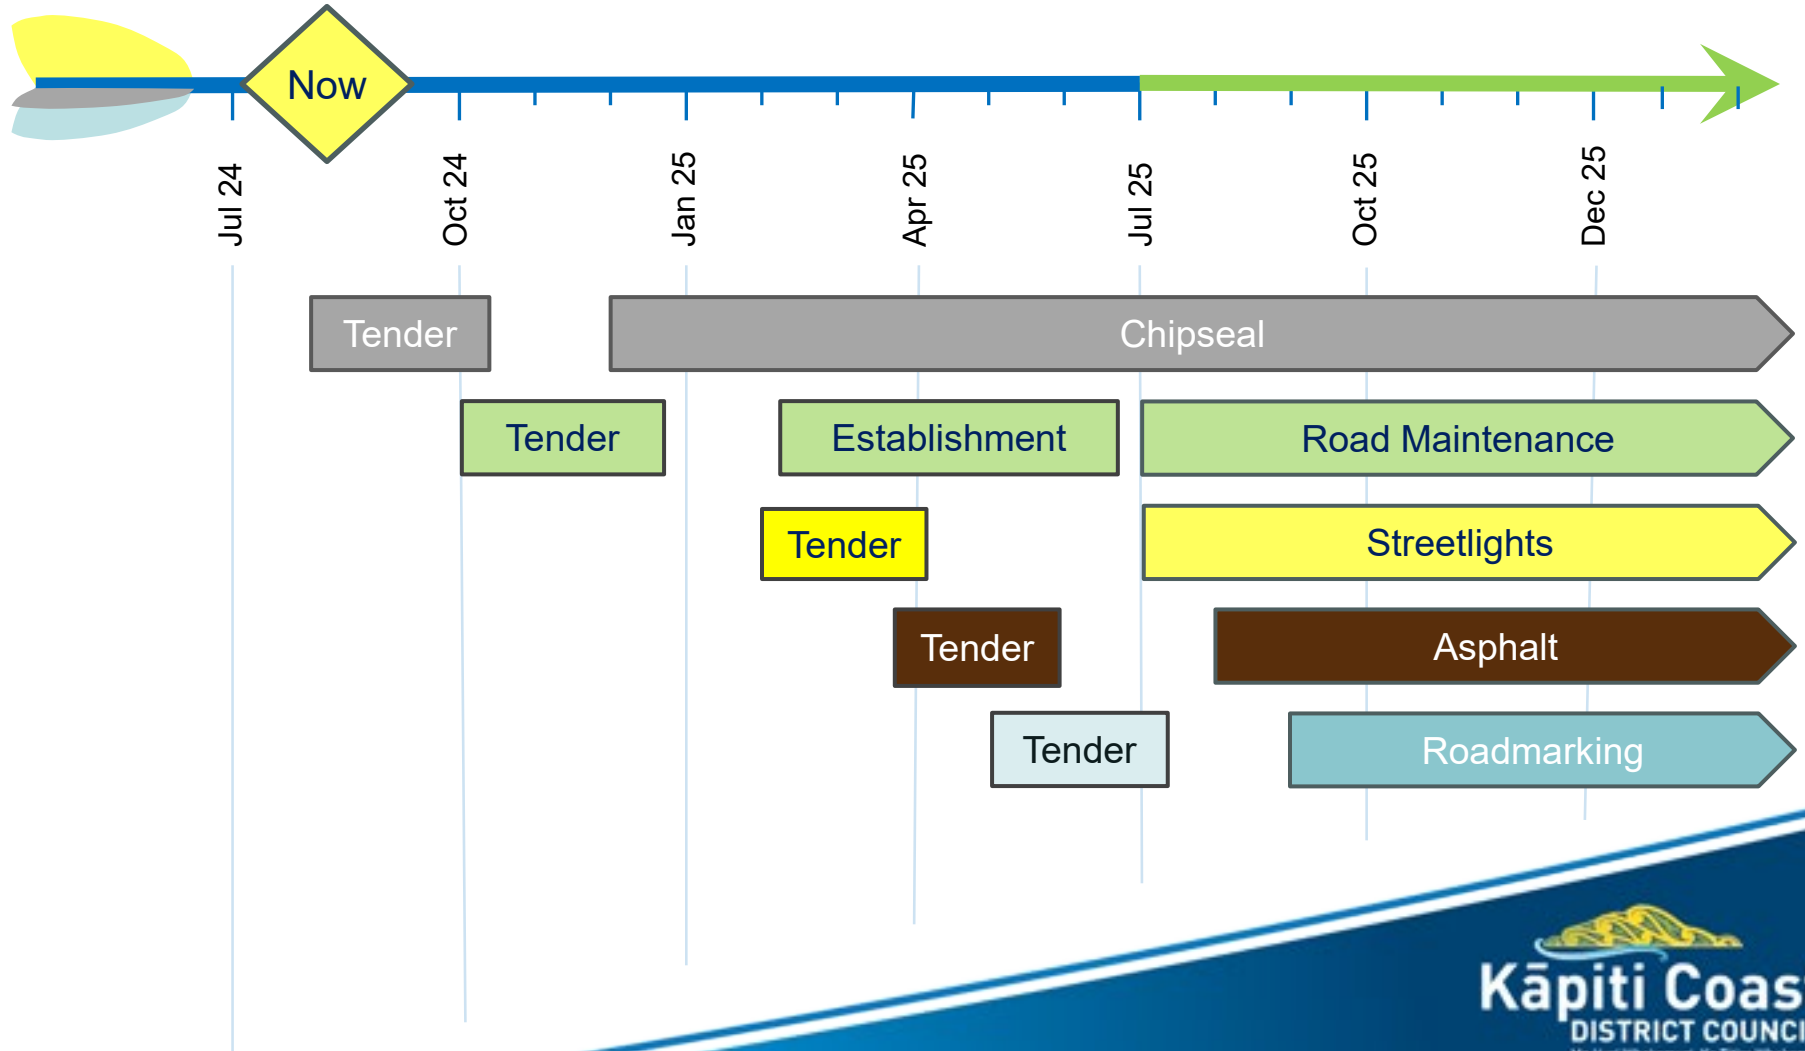 Now
Jul 24
Oct 24
Jan 25
Apr 25
Jul 25
Oct 25
Dec 25
Tender
Chipseal
Tender
Establishment
Road Maintenance
Tender
Streetlights
Tender
Asphalt
Tender
Roadmarking
Kāpiti Coas
DISTRICT COUNCI